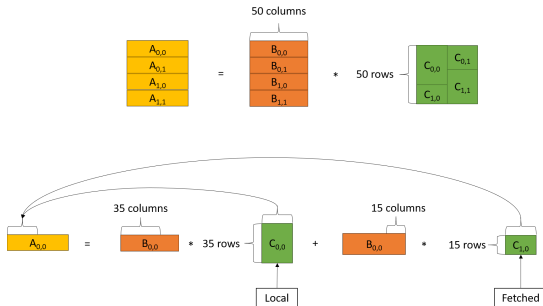 50 columns
A0,0
A0,1
A1,0
A1,1
=
B0,0
B0,1
B1,0
B1,1
*
50 rows
C0,0
C0,1
C1,0
C1,1
35 columns
15 columns
A0,0
=
B0,0
*
35 rows
C0,0
+
B0,0
*
15 rows
C1,0
Local
Fetched